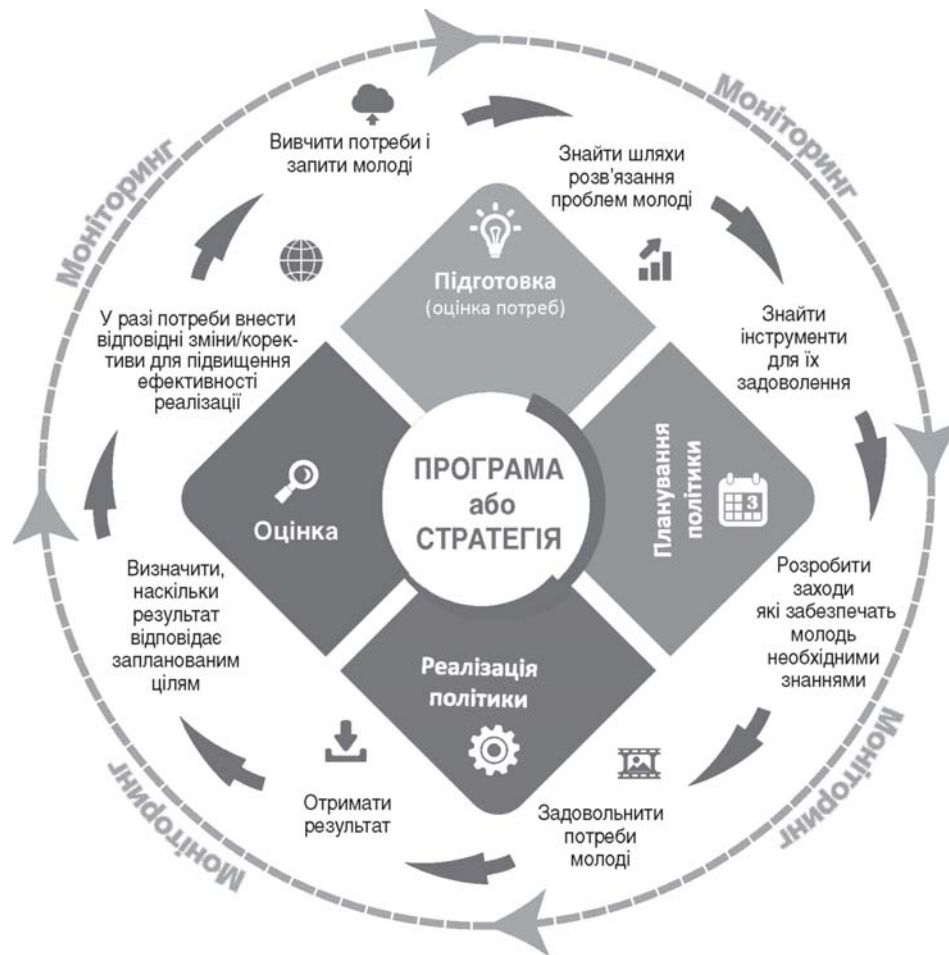 Моніторинг
Моніторинг
Вивчити потреби і
запити молоді
Знайти шляхи
розв'язання
проблем молоді
Підготовка
(оцінка потреб)
У разі потреби внести
відповідні зміни/корек-
тиви для підвищення
ефективності
реалізації
Знайти
інструменти
для їх
задоволення
ПРОГРАМА
або
СТРАТЕГІЯ
Планування
політики
3
Оцінка
Визначити,
наскільки
результат
відповідає
запланованим
цілям
Розробити
заходи
які забезпечать
молодь
необхідними
знаннями
Реалізація
політики
Отримати
результат
Задовольнити
потреби
молоді
Моніторинг
Моніторинг